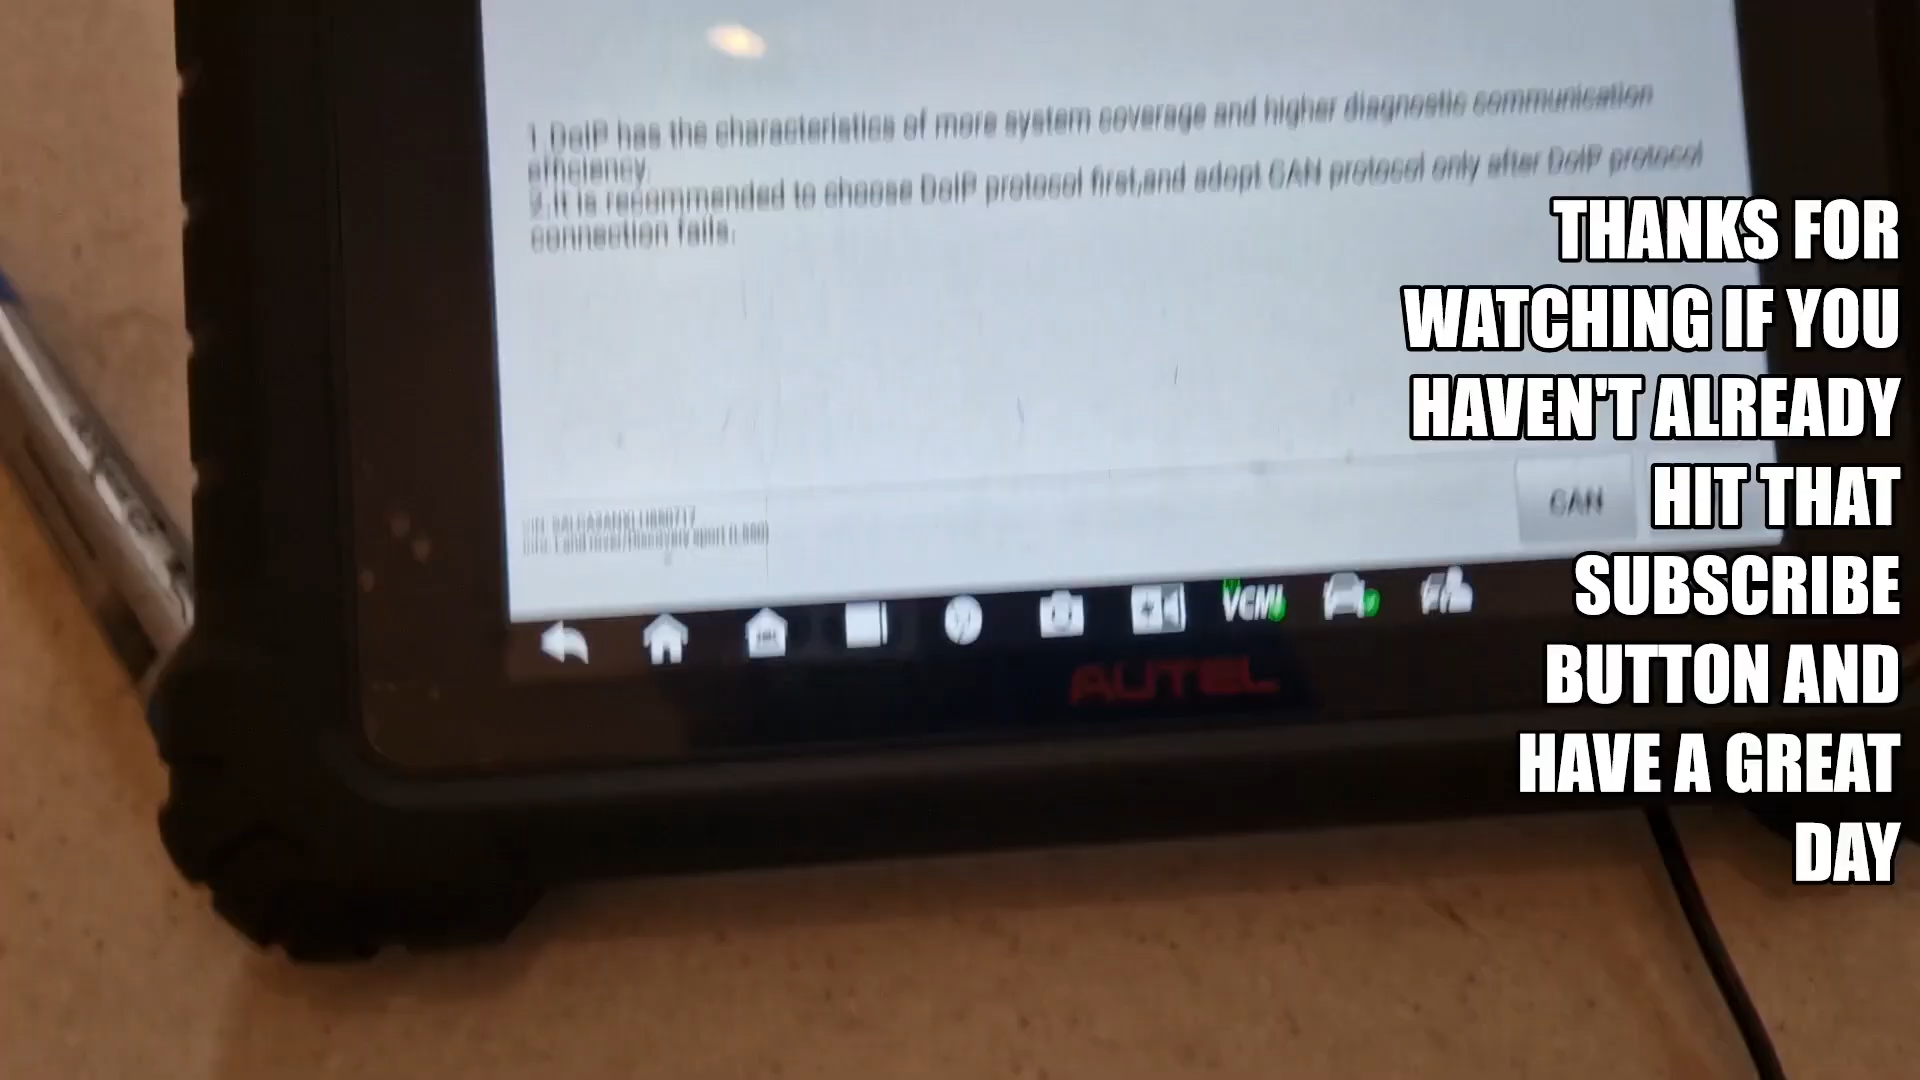 1.DoIP has the characteristics of more system coverage and higher diagnostic communication
efficiency.
2.It is recommended to choose DoIP protocol first,and adopt CAN protocol only after DoIP protocol
connection fails.
CAN
VCMI
AUTEL
THANKS FOR
WATCHING IF YOU
HAVEN'T ALREADY
HIT THAT
SUBSCRIBE
BUTTON AND
HAVE A GREAT
DAY